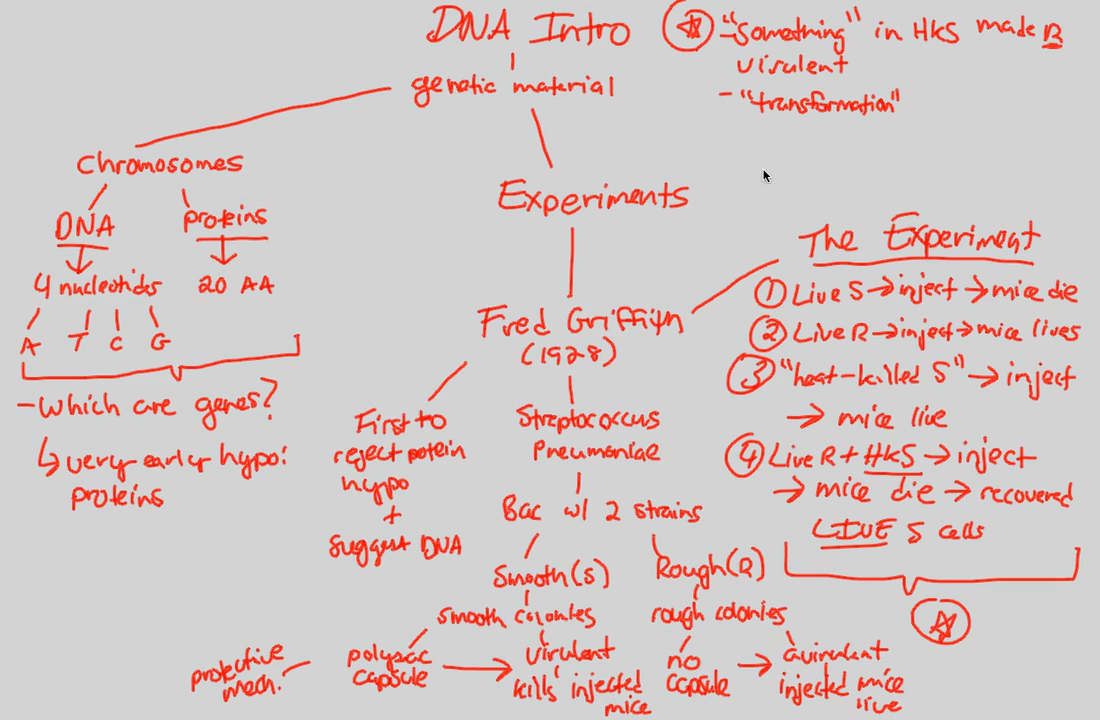 DNA Intro
genetic material
"Something" in HKS made R
virulent
- "transformation"
Chromosomes
DNA
proteins
4 nucleotides
20 AA
A T C G
- Which are genes?
↳ very early hypo:
proteins
Experiments
Fred Griffith
(1928)
First to
reject protein
hypo
+
suggest DNA
Streptococcus
Pneumoniae
Bac w/ 2 strains
Smooth (S)
Rough (R)
smooth colonies
rough colonies
protective
mech.
polysac
capsule
virulent
kills injected
mice
no
capsule
avirulent
injected mice
live
The Experiment
① Live S → inject → mice die
② Live R → inject → mice lives
③ "heat-killed S" → inject
→ mice live
④ Live R + HKS → inject
→ mice die → recovered
LIVE S cells